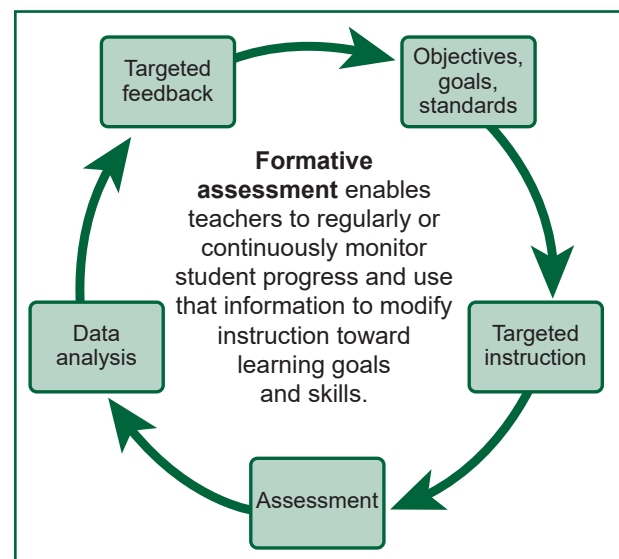 Targeted
feedback
Objectives,
goals,
standards
Formative
assessment enables
teachers to regularly or
continuously monitor
student progress and use
that information to modify
instruction toward
learning goals
and skills.
Data
analysis
Targeted
instruction
Assessment